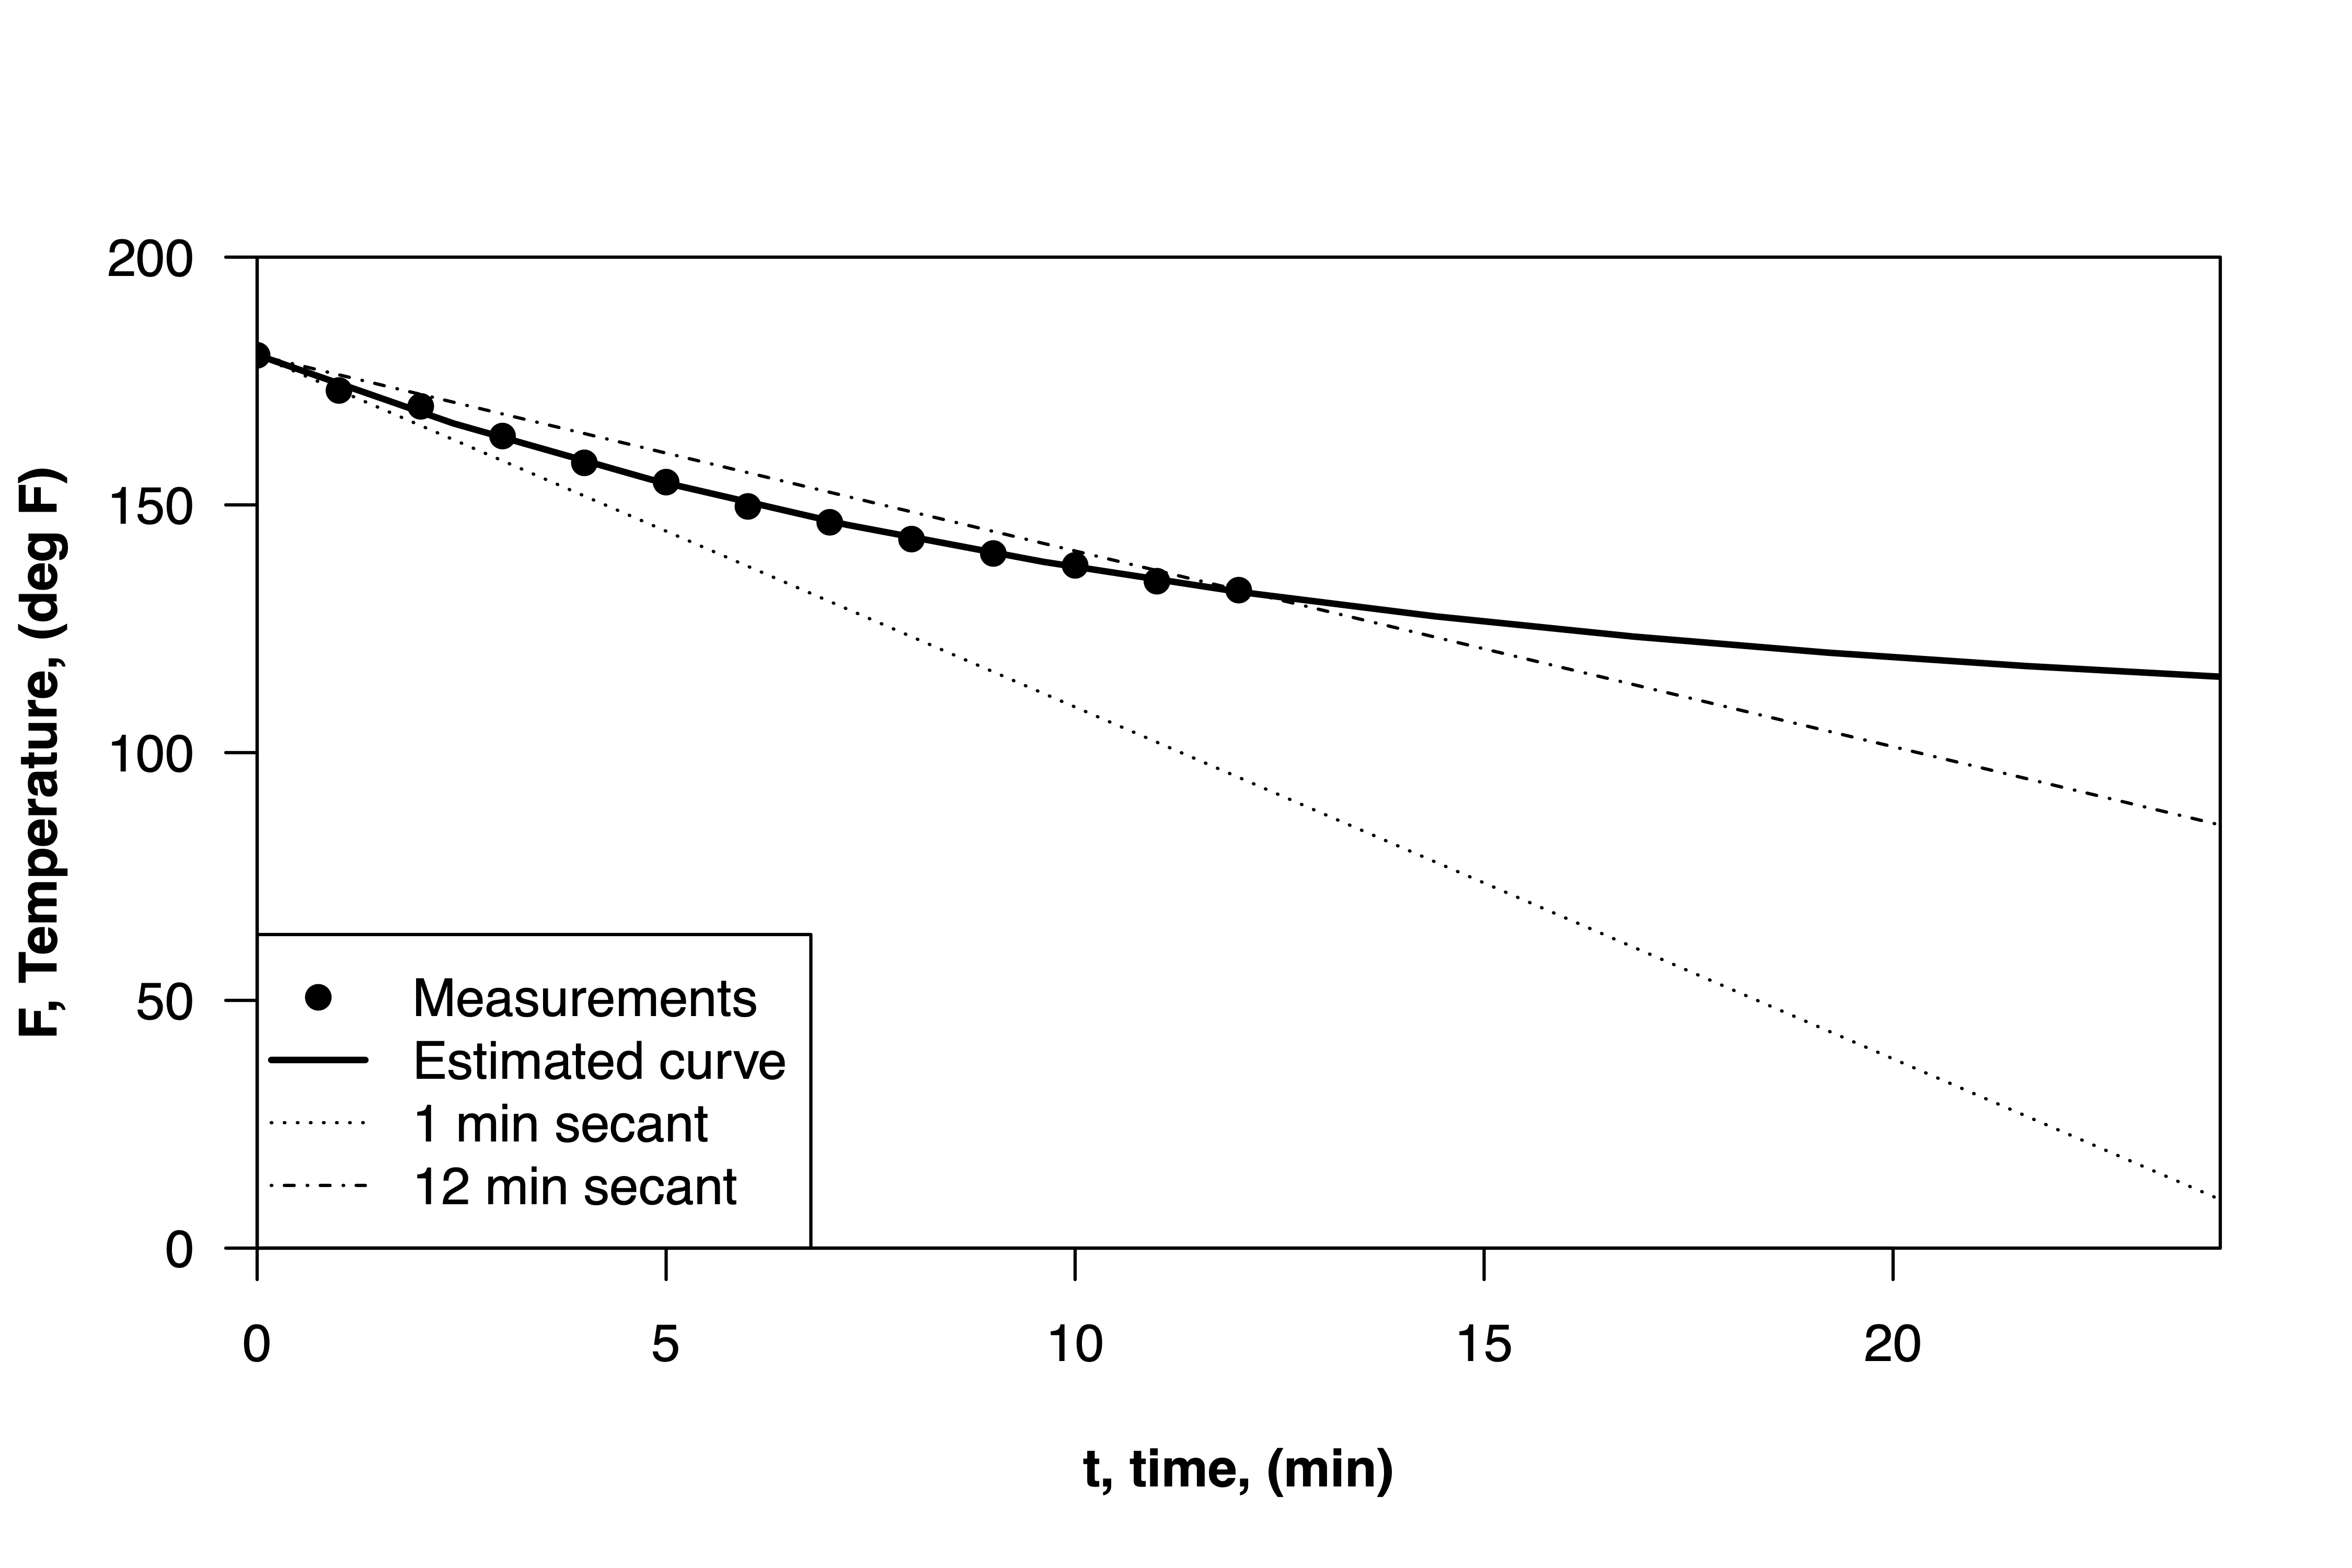 200
150
100
50
0
F, Temperature, (deg F)
Measurements
Estimated curve
1 min secant
12 min secant
0 5 10 15 20
t, time, (min)